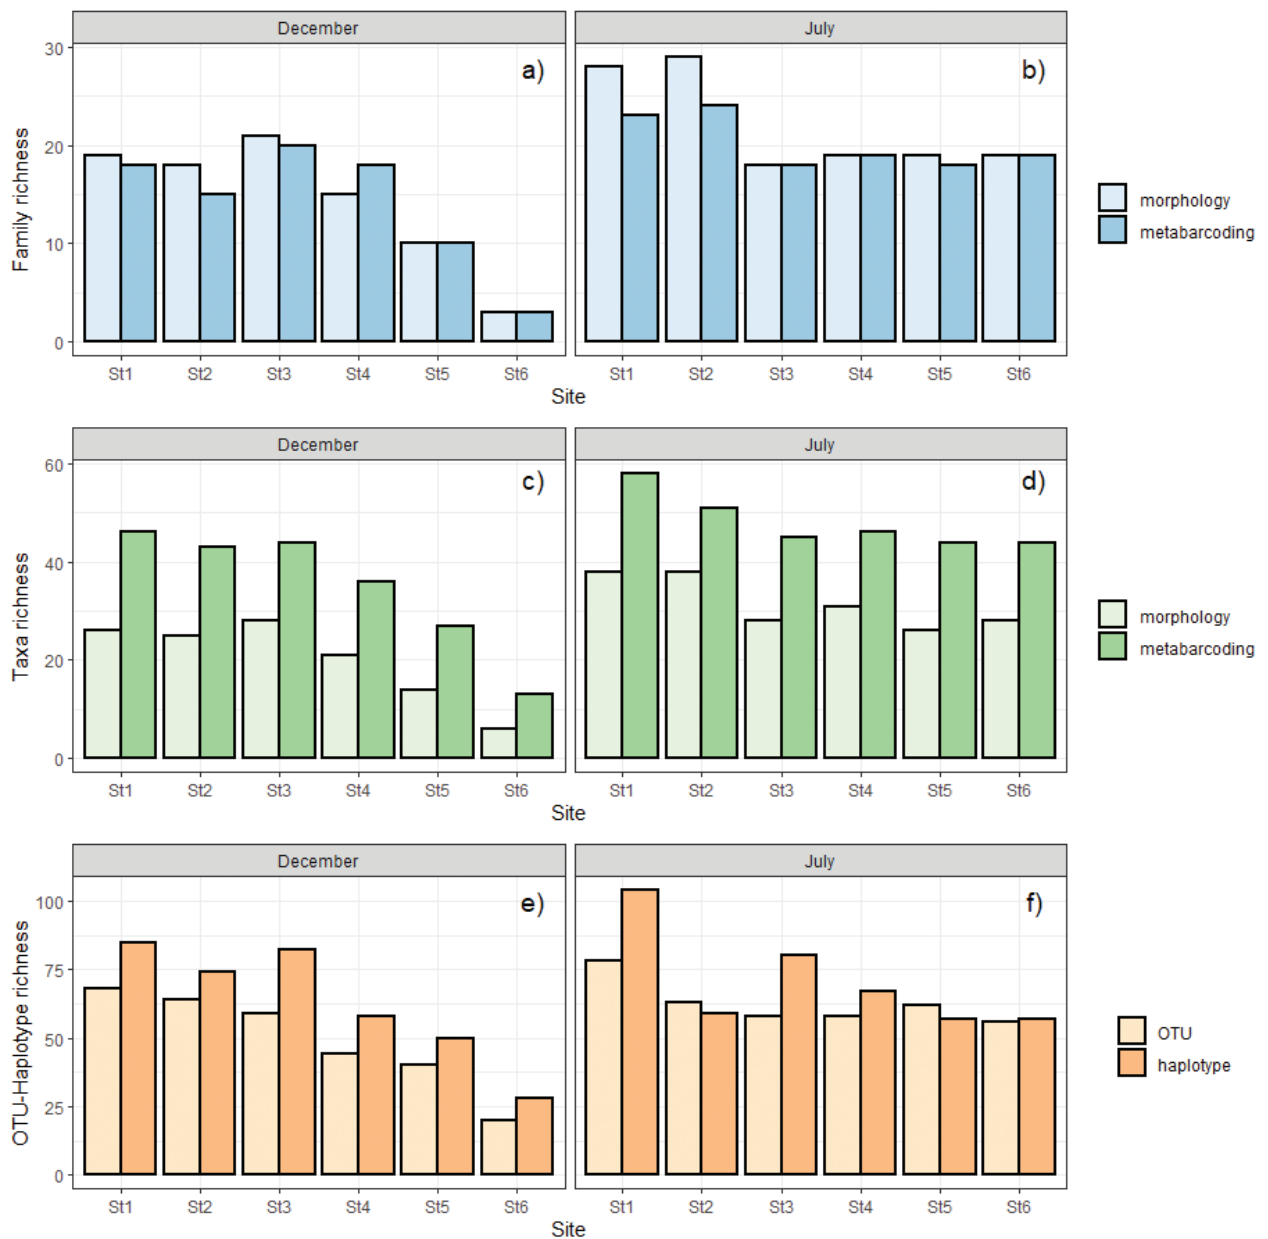 December July
a) b)
30
20
10
0
Family richness
St1 St2 St3 St4 St5 St6 St1 St2 St3 St4 St5 St6
Site
morphology
metabarcoding
December July
c) d)
60
40
20
0
Taxa richness
St1 St2 St3 St4 St5 St6 St1 St2 St3 St4 St5 St6
Site
morphology
metabarcoding
December July
e) f)
100
75
50
25
0
OTU-Haplotype richness
St1 St2 St3 St4 St5 St6 St1 St2 St3 St4 St5 St6
Site
OTU
haplotype